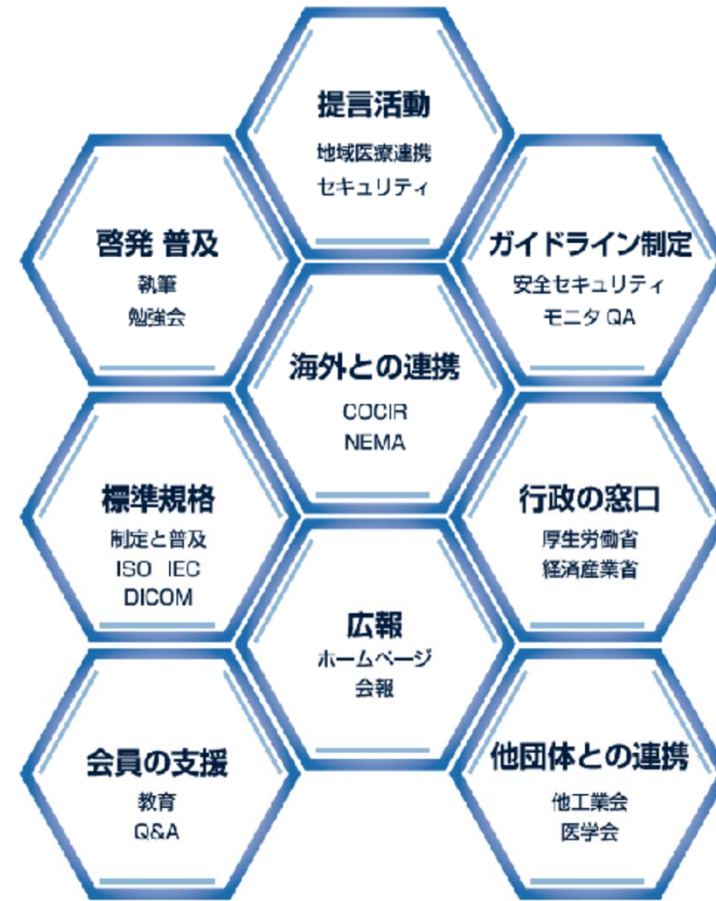 提言活動
地域医療連携
セキュリティ
啓発 普及
執筆
勉強会
ガイドライン制定
安全セキュリティ
モニタ QA
海外との連携
COCIR
NEMA
標準規格
制定と普及
ISO IEC
DICOM
行政の窓口
厚生労働省
経済産業省
広報
ホームページ
会報
会員の支援
教育
Q&A
他団体との連携
他工業会
医学会